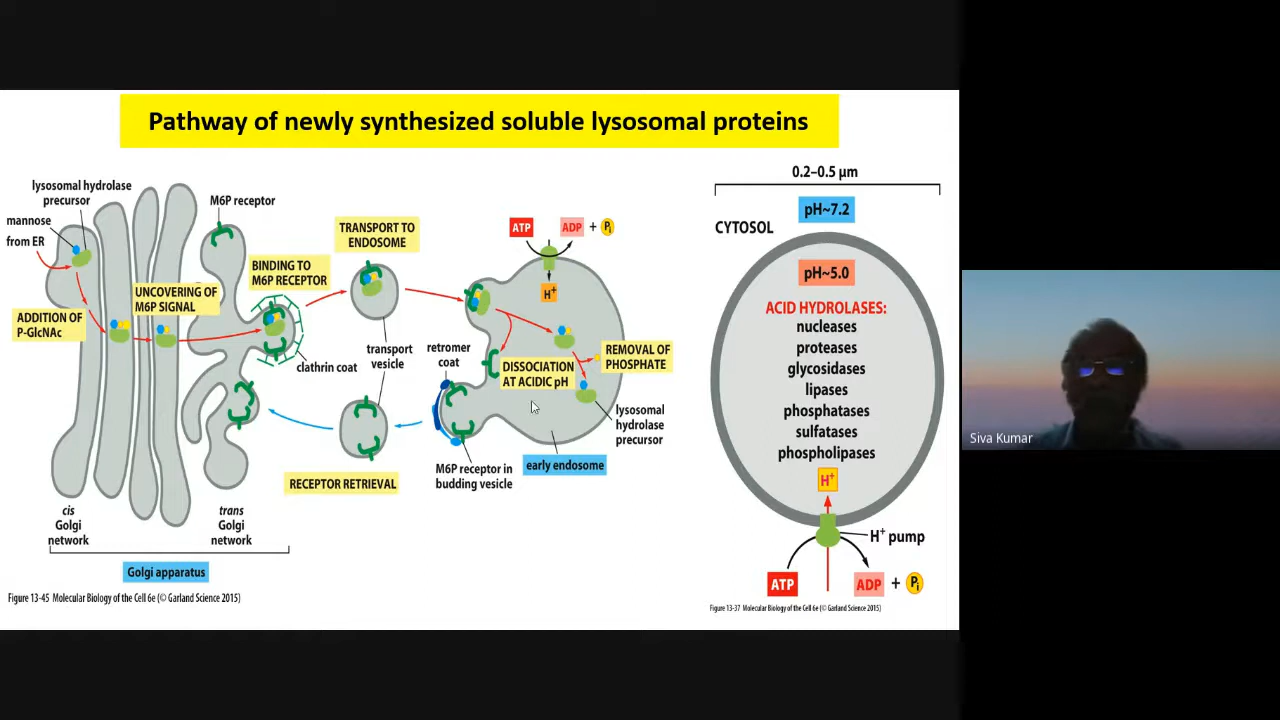 Pathway of newly synthesized soluble lysosomal proteins
lysosomal hydrolase
precursor
mannose
from ER
ADDITION OF
P-GlcNAc
UNCOVERING OF
M6P SIGNAL
M6P receptor
BINDING TO
M6P RECEPTOR
clathrin coat
TRANSPORT TO
ENDOSOME
transport
vesicle
RECEPTOR RETRIEVAL
retromer
coat
M6P receptor in
budding vesicle
ATP
ADP + Pi
H+
DISSOCIATION
AT ACIDIC pH
REMOVAL OF
PHOSPHATE
lysosomal
hydrolase
precursor
early endosome
cis
Golgi
network
trans
Golgi
network
Golgi apparatus
Figure 13-45 Molecular Biology of the Cell 6e (© Garland Science 2015)
0.2–0.5 µm
CYTOSOL
pH~7.2
pH~5.0
ACID HYDROLASES:
nucleases
proteases
glycosidases
lipases
phosphatases
sulfatases
phospholipases
H+
H+ pump
ATP
ADP + Pi
Figure 13-37 Molecular Biology of the Cell 6e (© Garland Science 2015)
Siva Kumar